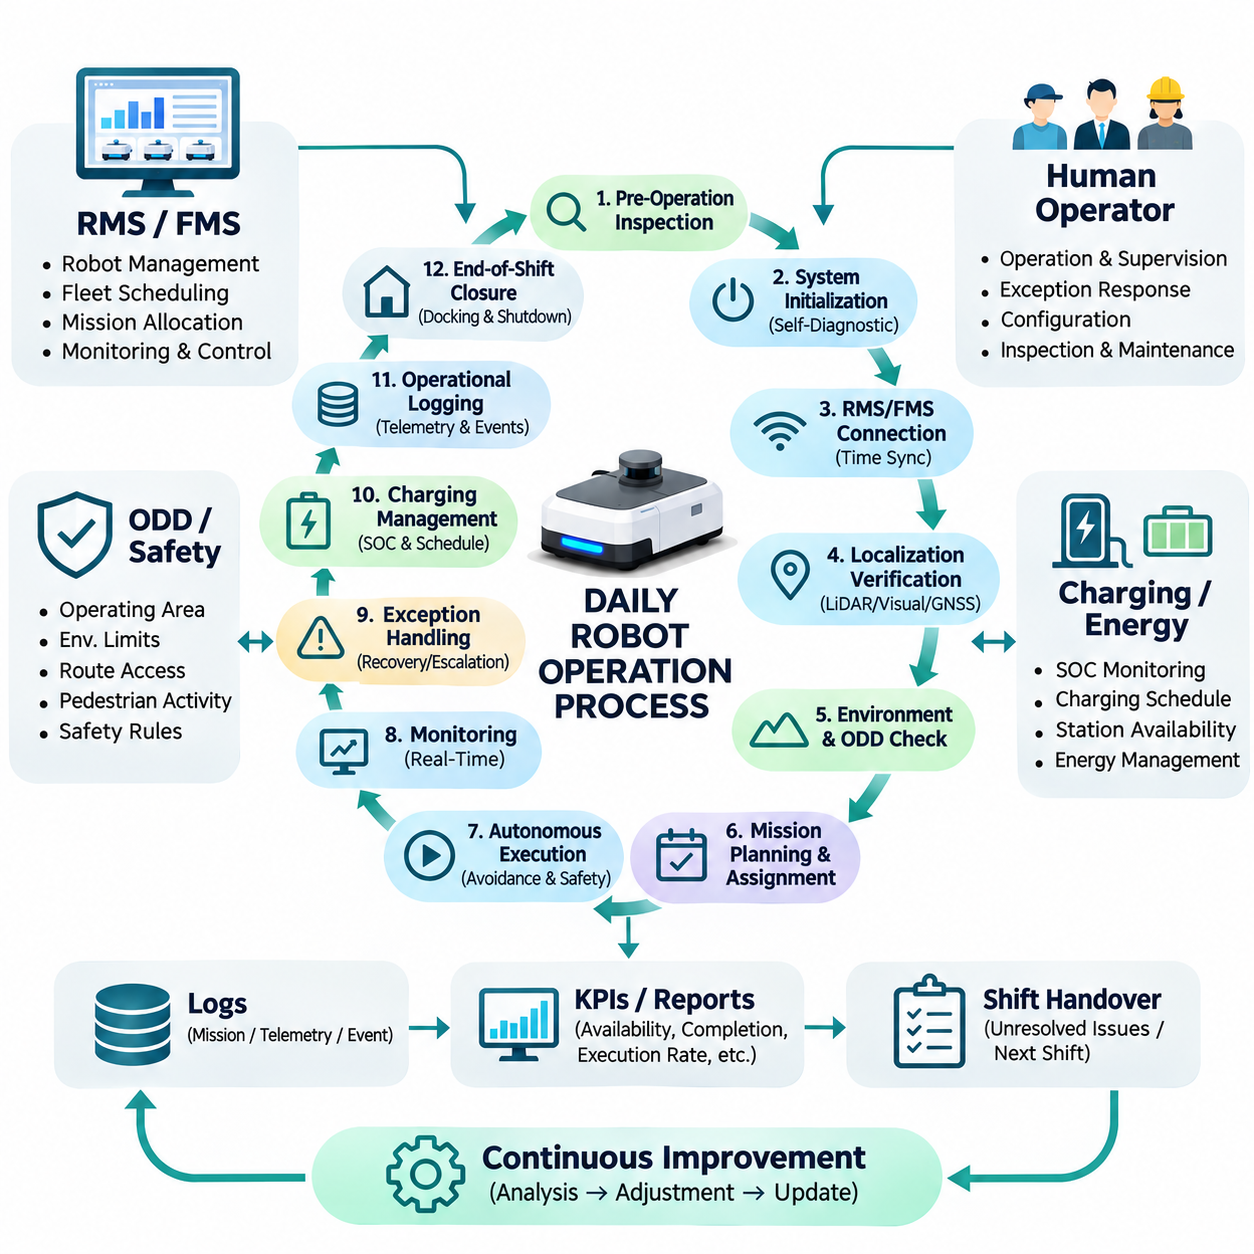 RMS / FMS
• Robot Management
• Fleet Scheduling
• Mission Allocation
• Monitoring & Control
Human
Operator
• Operation & Supervision
• Exception Response
• Configuration
• Inspection & Maintenance
1. Pre-Operation
Inspection
2. System
Initialization
(Self-Diagnostic)
3. RMS/FMS
Connection
(Time Sync)
4. Localization
Verification
(LiDAR/Visual/GNSS)
5. Environment
& ODD Check
6. Mission
Planning &
Assignment
7. Autonomous
Execution
(Avoidance & Safety)
8. Monitoring
(Real-Time)
9. Exception
Handling
(Recovery/Escalation)
10. Charging
Management
(SOC & Schedule)
11. Operational
Logging
(Telemetry & Events)
12. End-of-Shift
Closure
(Docking & Shutdown)
DAILY
ROBOT
OPERATION
PROCESS
ODD /
Safety
• Operating Area
• Env. Limits
• Route Access
• Pedestrian Activity
• Safety Rules
Charging /
Energy
• SOC Monitoring
• Charging Schedule
• Station Availability
• Energy Management
Logs
(Mission / Telemetry / Event)
KPIs / Reports
(Availability, Completion,
Execution Rate, etc.)
Shift Handover
(Unresolved Issues /
Next Shift)
Continuous Improvement
(Analysis → Adjustment → Update)